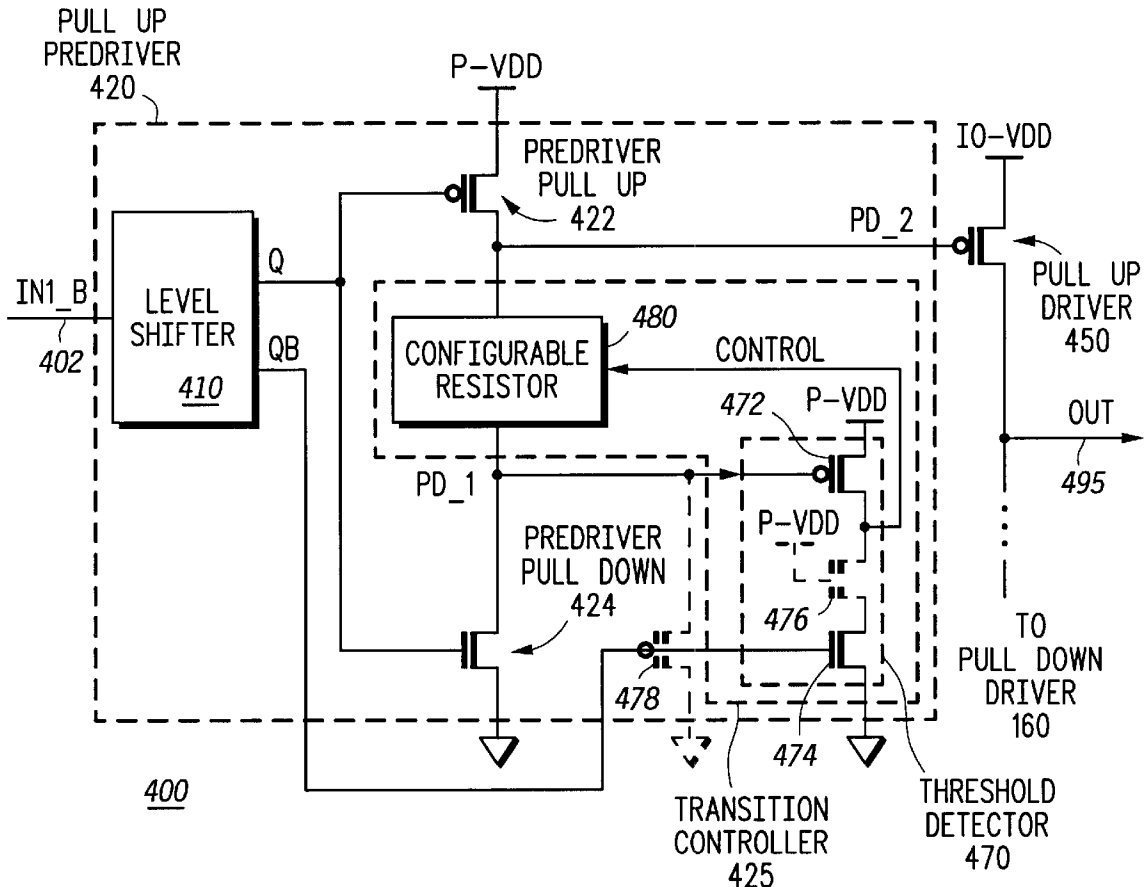 PULL UP
PREDRIVER
420
P-VDD
IO-VDD
PREDRIVER
PULL UP
422
PD_2
PULL UP
DRIVER
450
IN1_B
402
LEVEL
SHIFTER
410
Q
QB
CONFIGURABLE
RESISTOR
480
CONTROL
472
P-VDD
OUT
495
PD_1
P-VDD
PREDRIVER
PULL DOWN
424
476
478
474
TO
PULL DOWN
DRIVER
160
400
TRANSITION
CONTROLLER
425
THRESHOLD
DETECTOR
470